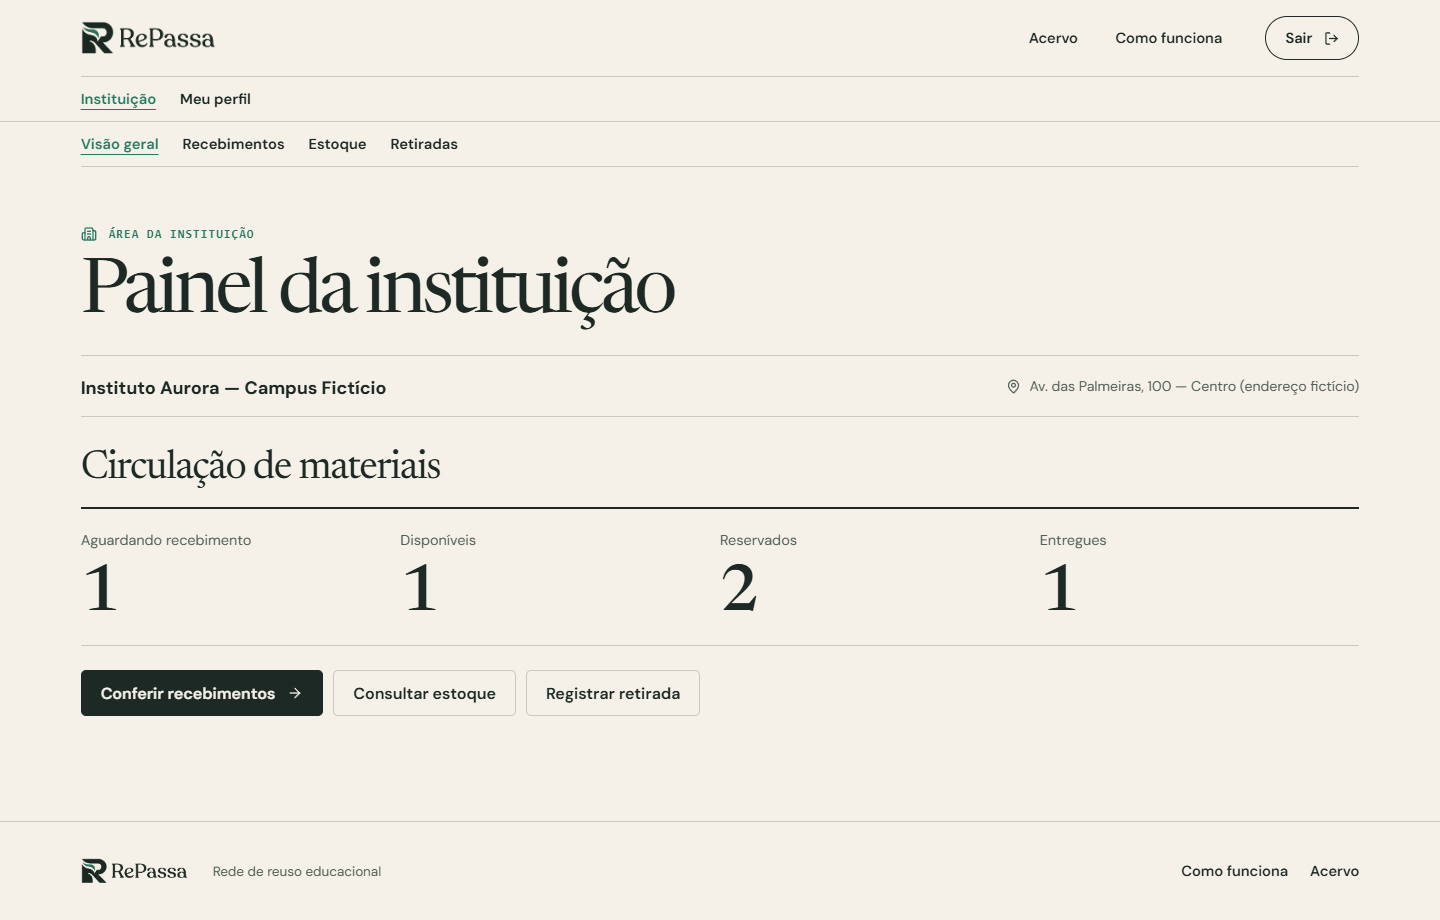 RePassa
Acervo
Como funciona
Sair
Instituição
Meu perfil
Visão geral
Recebimentos
Estoque
Retiradas
ÁREA DA INSTITUIÇÃO
Painel da instituição
Instituto Aurora — Campus Fictício
Av. das Palmeiras, 100 — Centro (endereço fictício)
Circulação de materiais
Aguardando recebimento
1
Disponíveis
1
Reservados
2
Entregues
1
Conferir recebimentos
Consultar estoque
Registrar retirada
RePassa
Rede de reuso educacional
Como funciona
Acervo